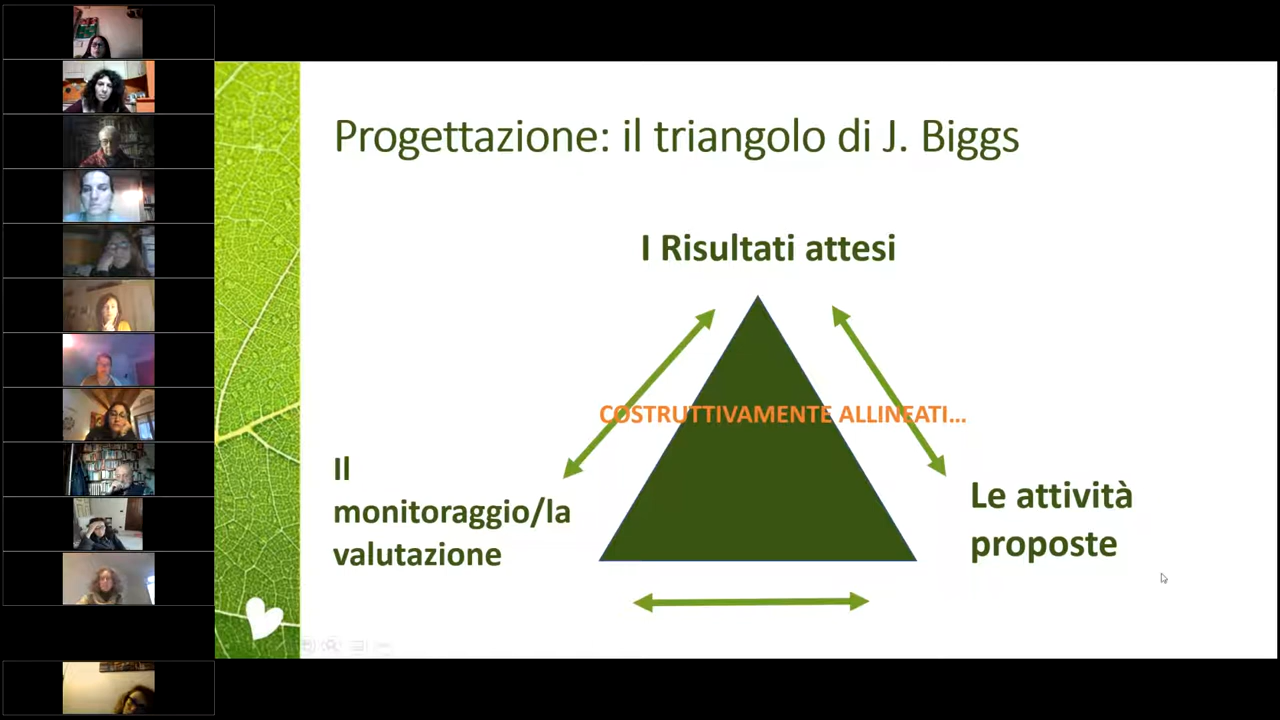 Progettazione: il triangolo di J. Biggs
I Risultati attesi
COSTRUTTIVAMENTE ALLINEATI...
Il
monitoraggio/la
valutazione
Le attività
proposte